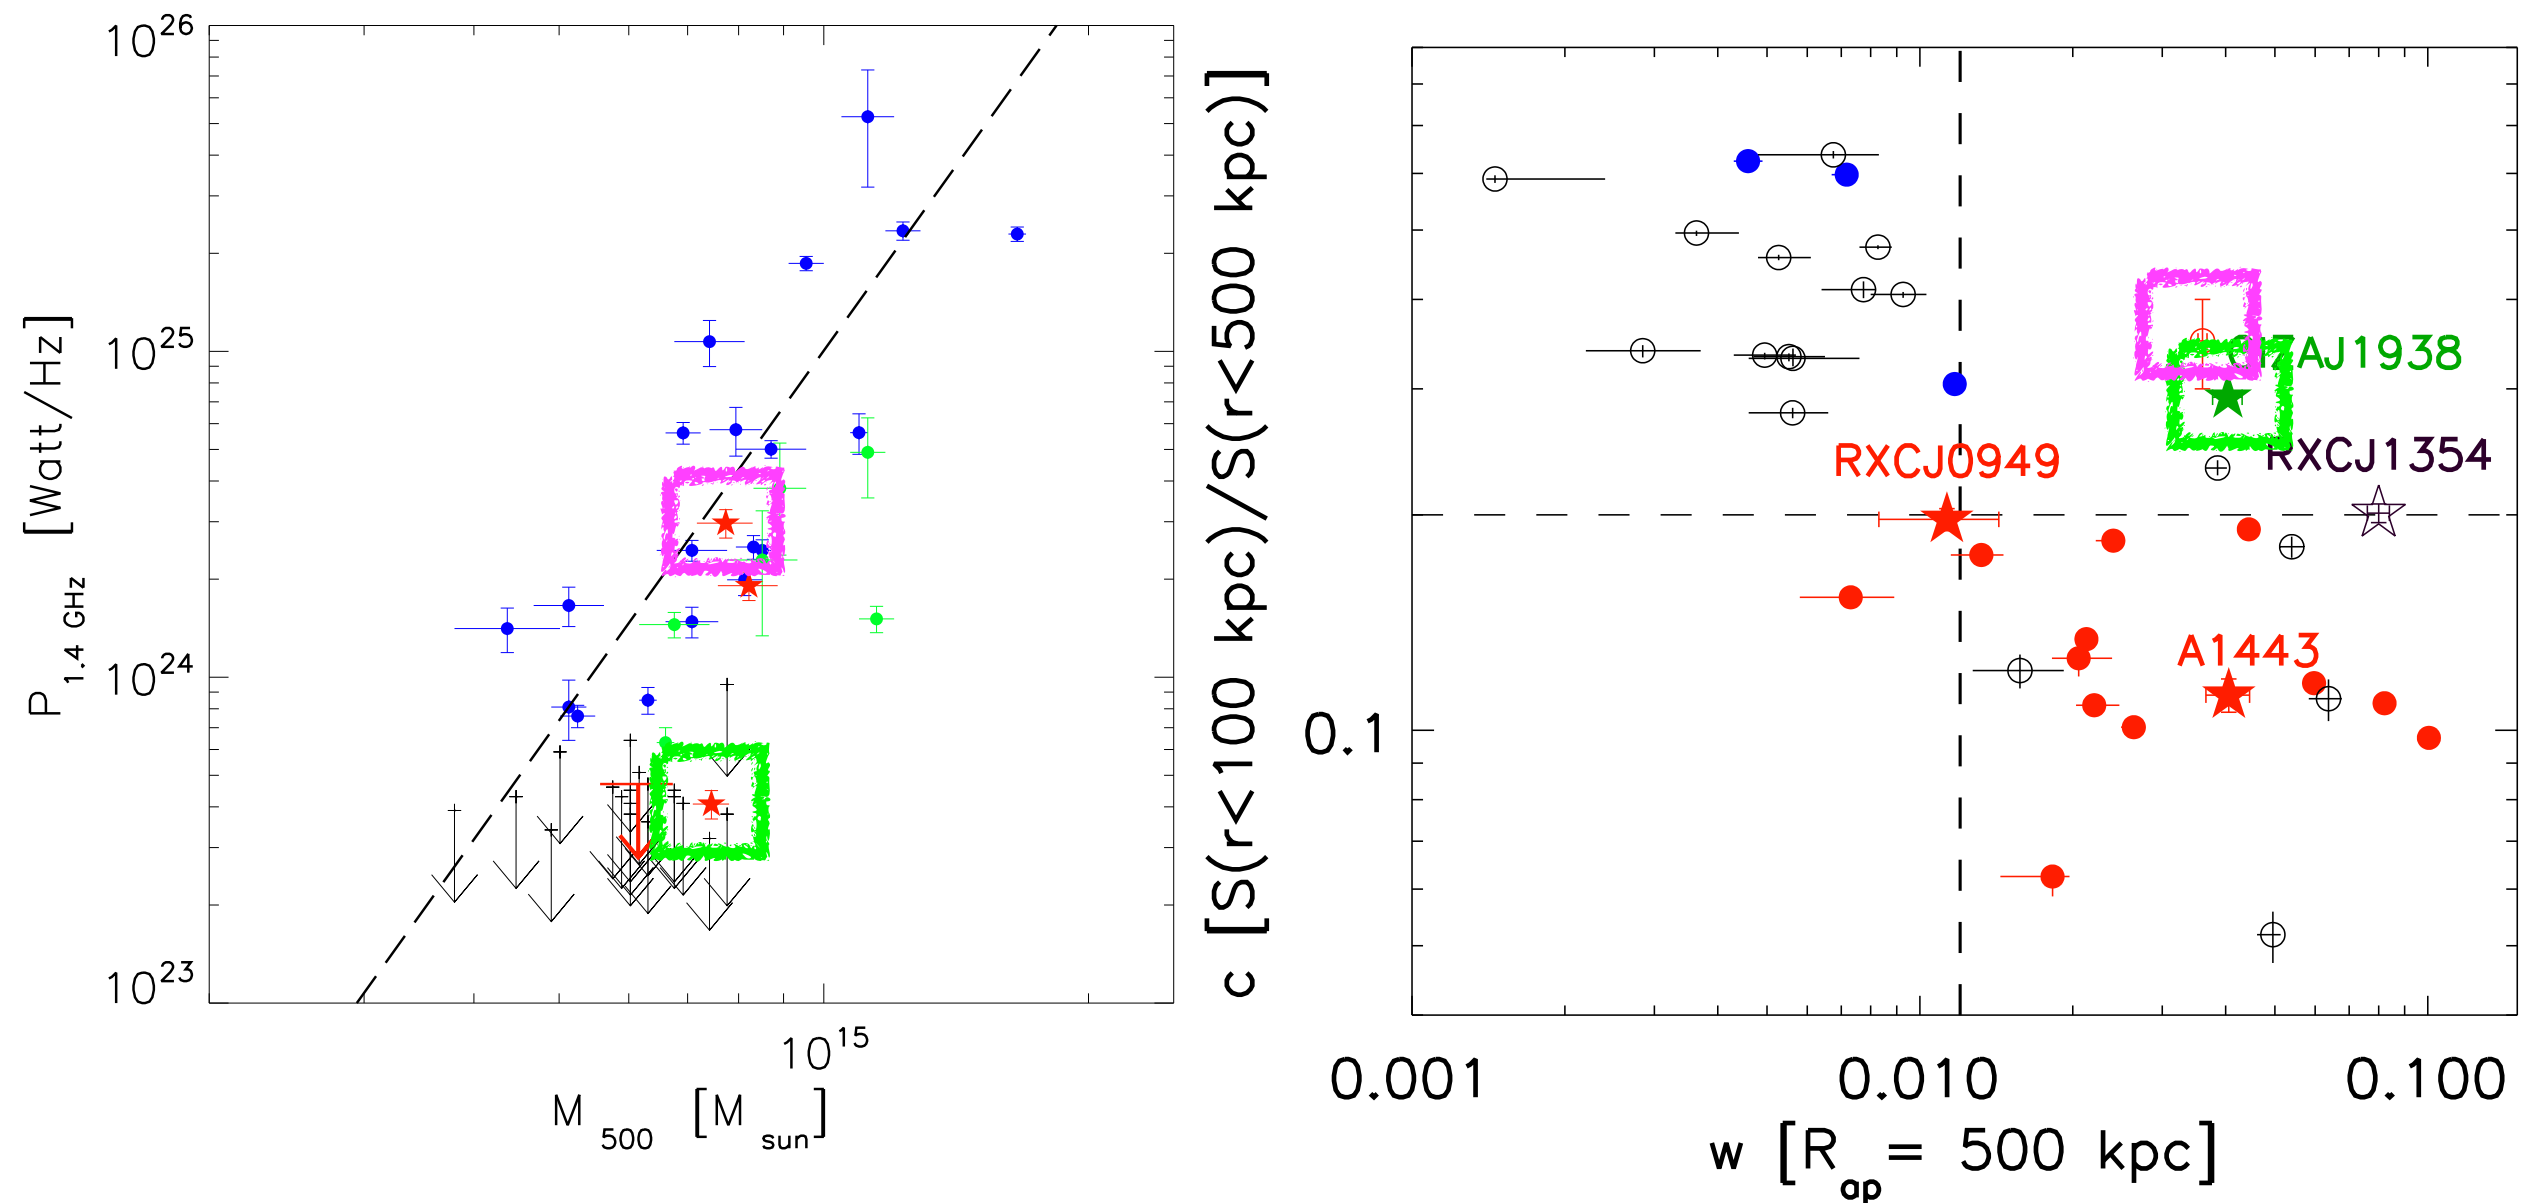 10^26
10^25
10^24
10^23
P 1.4 GHz [Watt/Hz]
10^15
M 500 [M sun]
c [S(r<100 kpc)/S(r<500 kpc)]
0.1
0.001
0.010
0.100
w [R ap = 500 kpc]
RXCJ0949
RXCJ1354
A1443